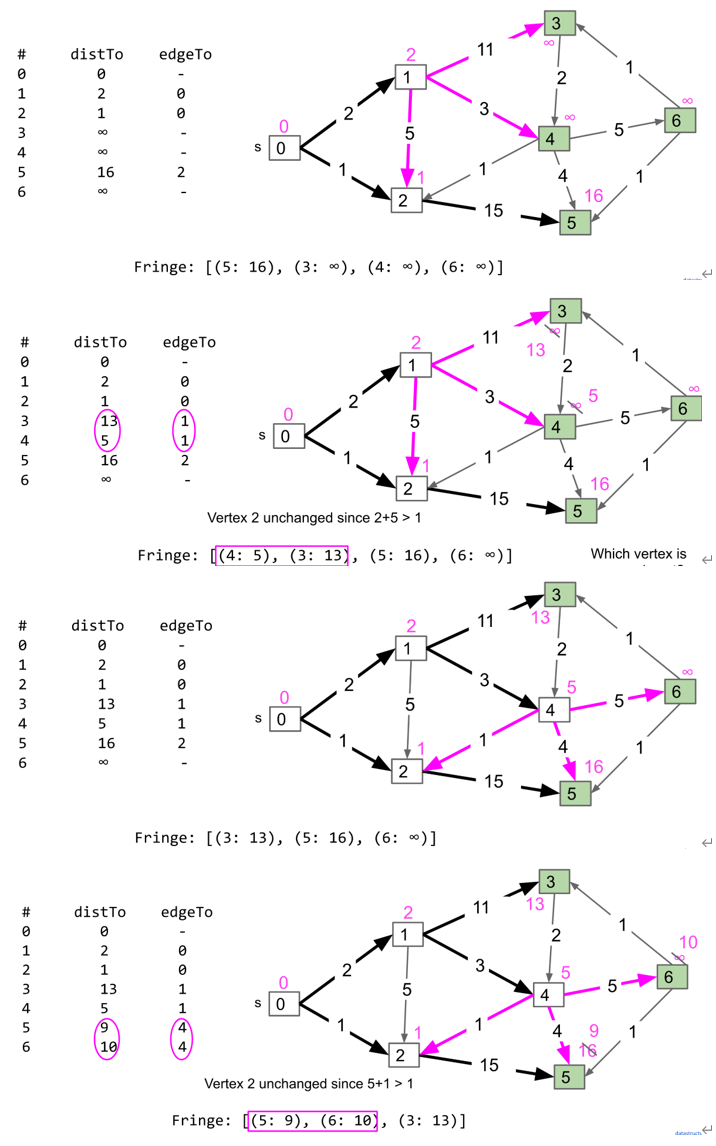 # distTo edgeTo
0 0 -
1 2 0
2 1 0
3 ∞ -
4 ∞ -
5 16 2
6 ∞ -
s 0 0
2 1
1 2
∞ 3
∞ 4
16 5
∞ 6
2
1
11
3
5
1
15
2
4
5
1
1
Fringe: [(5: 16), (3: ∞), (4: ∞), (6: ∞)]
# distTo edgeTo
0 0 -
1 2 0
2 1 0
3 13 1
4 5 1
5 16 2
6 ∞ -
s 0 0
2 1
1 2
∞ 13 3
∞ 5 4
16 5
∞ 6
2
1
11
3
5
1
15
2
4
5
1
1
Vertex 2 unchanged since 2+5 > 1
Fringe: [(4: 5), (3: 13), (5: 16), (6: ∞)]
Which vertex is
# distTo edgeTo
0 0 -
1 2 0
2 1 0
3 13 1
4 5 1
5 16 2
6 ∞ -
s 0 0
2 1
1 2
13 3
5 4
16 5
∞ 6
2
1
11
3
5
1
15
2
4
5
1
1
Fringe: [(3: 13), (5: 16), (6: ∞)]
# distTo edgeTo
0 0 -
1 2 0
2 1 0
3 13 1
4 5 1
5 9 4
6 10 4
s 0 0
2 1
1 2
13 3
5 4
16 9 5
∞ 10 6
2
1
11
3
5
1
15
2
4
5
1
1
Vertex 2 unchanged since 5+1 > 1
Fringe: [(5: 9), (6: 10), (3: 13)]